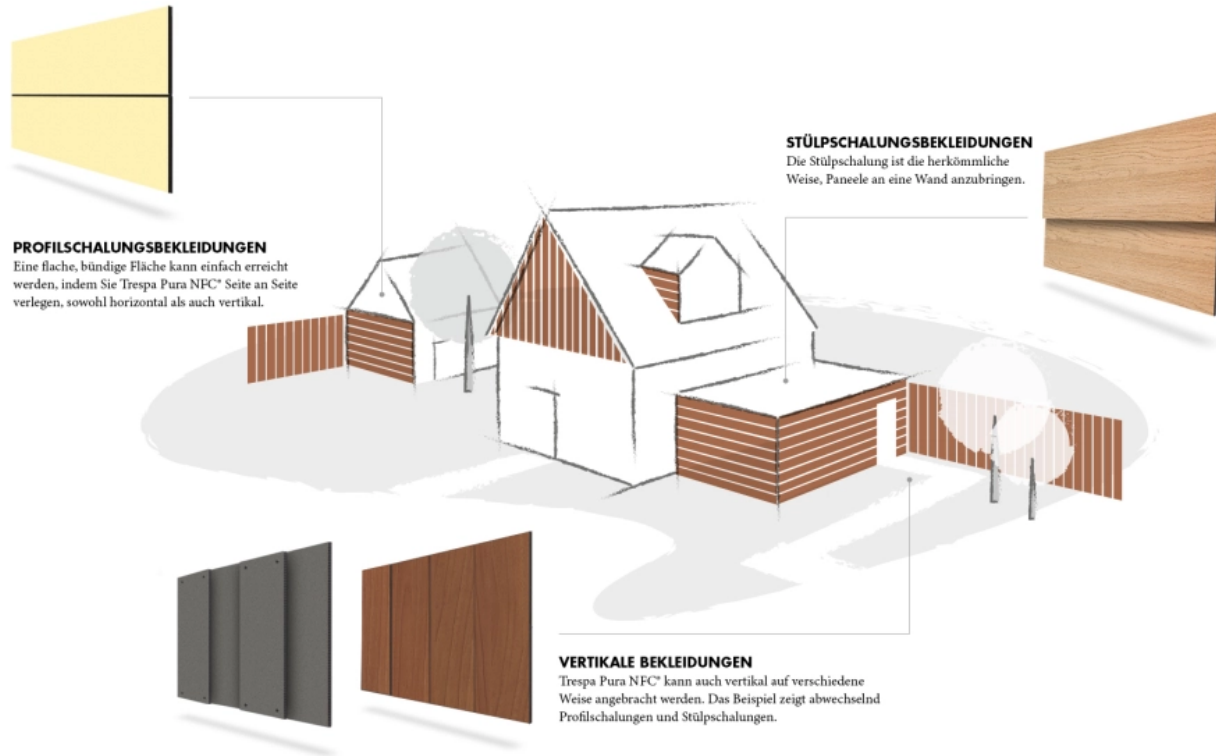 PROFILSCHALUNGSBEKLEIDUNGEN
Eine flache, bündige Fläche kann einfach erreicht
werden, indem Sie Trespa Pura NFC® Seite an Seite
verlegen, sowohl horizontal als auch vertikal.
STÜLPSCHALUNGSBEKLEIDUNGEN
Die Stülpschalung ist die herkömmliche
Weise, Paneele an eine Wand anzubringen.
VERTIKALE BEKLEIDUNGEN
Trespa Pura NFC® kann auch vertikal auf verschiedene
Weise angebracht werden. Das Beispiel zeigt abwechselnd
Profilschalungen und Stülpschalungen.